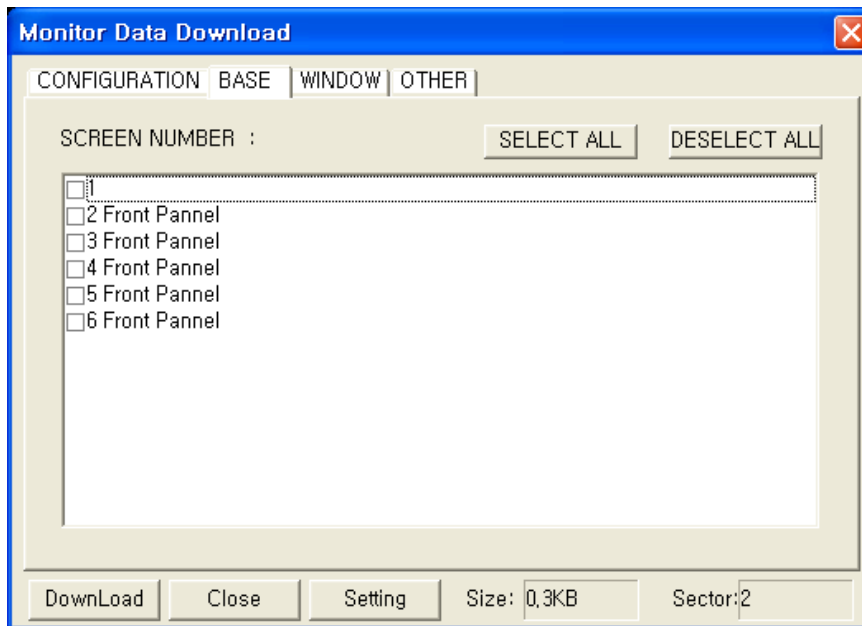 Monitor Data Download
CONFIGURATION BASE WINDOW OTHER
SCREEN NUMBER : SELECT ALL DESELECT ALL
1
2 Front Pannel
3 Front Pannel
4 Front Pannel
5 Front Pannel
6 Front Pannel
DownLoad Close Setting Size: 0,3KB Sector:2